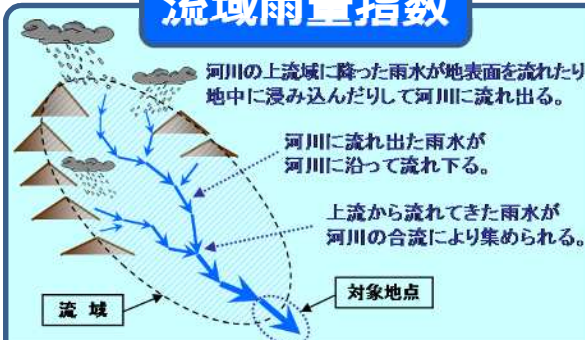 流域雨量指数
河川の上流域に降った雨水が地表面を流れたり
地中に浸み込んだりして河川に流れ出る。
河川に流れ出た雨水が
河川に沿って流れ下る。
上流から流れてきた雨水が
河川の合流により集められる。
対象地点
流 域